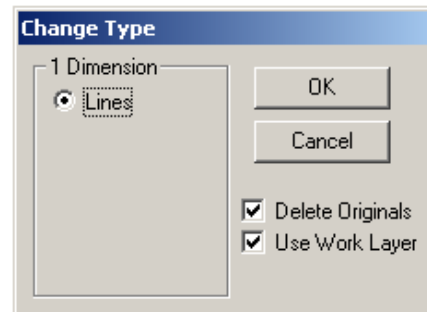 Change Type
1 Dimension
Lines
OK
Cancel
Delete Originals
Use Work Layer